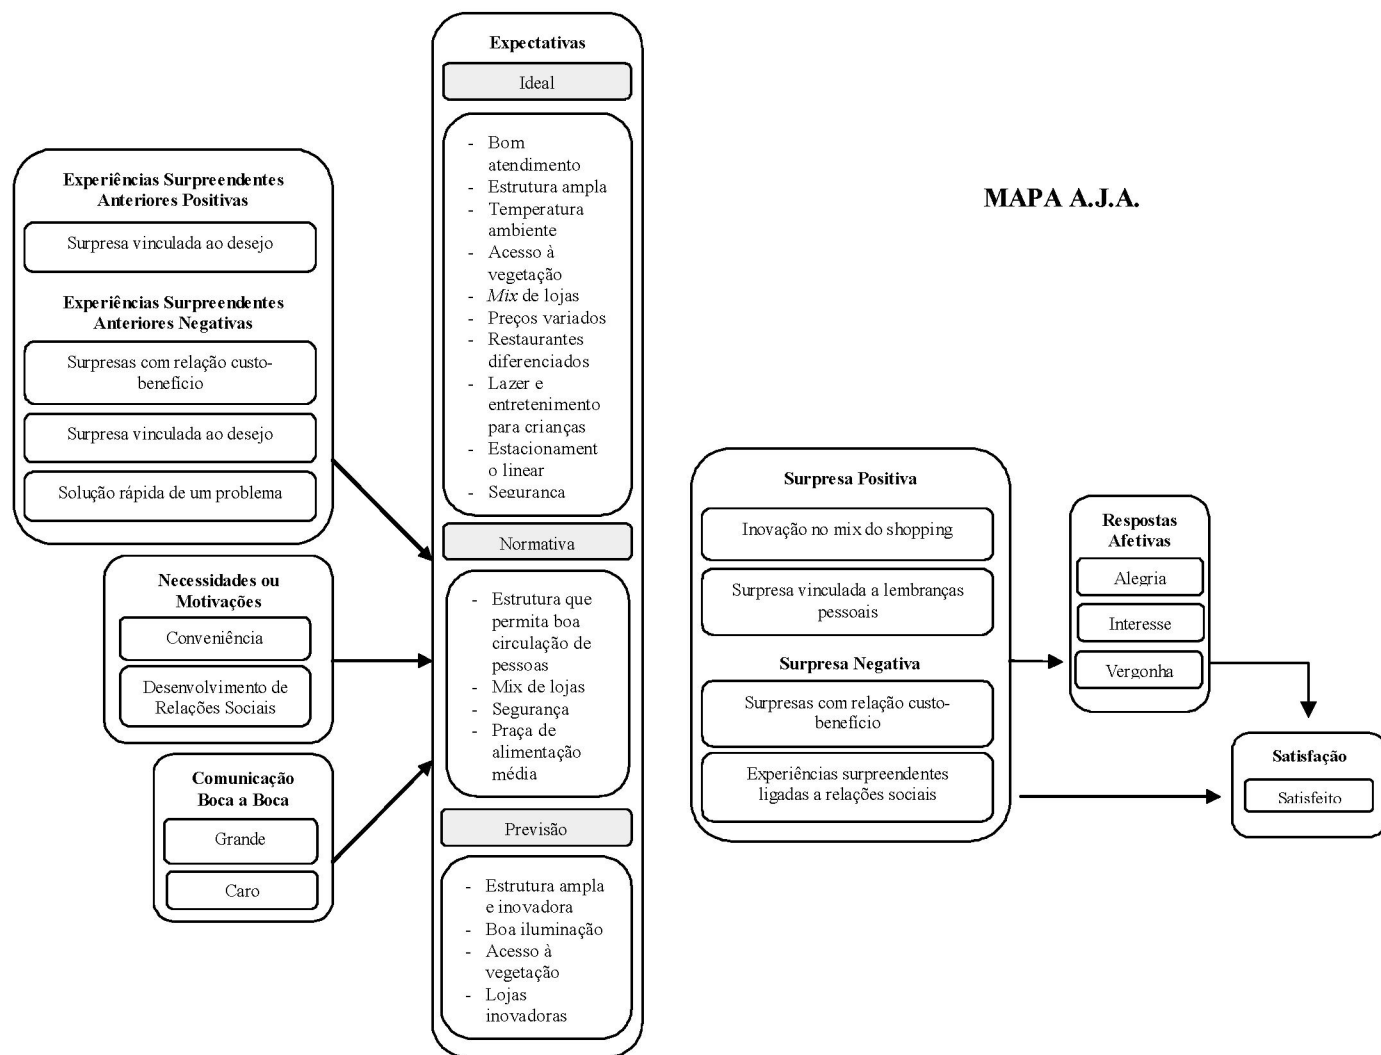 Expectativas
Ideal
- Bom
atendimento
- Estrutura ampla
- Temperatura
ambiente
- Acesso à
vegetação
- Mix de lojas
- Preços variados
- Restaurantes
diferenciados
- Lazer e
entretenimento
para crianças
- Estacionament
o linear
- Seguranca
Normativa
- Estrutura que
permita boa
circulação de
pessoas
- Mix de lojas
- Segurança
- Praça de
alimentação
média
Previsão
- Estrutura ampla
e inovadora
- Boa iluminação
- Acesso à
vegetação
- Lojas
inovadoras
Experiências Surpreendentes
Anteriores Positivas
Surpresa vinculada ao desejo
Experiências Surpreendentes
Anteriores Negativas
Surpresas com relação custo-
benefício
Surpresa vinculada ao desejo
Solução rápida de um problema
Necessidades ou
Motivações
Conveniência
Desenvolvimento de
Relações Sociais
Comunicação
Boca a Boca
Grande
Caro
MAPA A.J.A.
Surpresa Positiva
Inovação no mix do shopping
Surpresa vinculada a lembranças
pessoais
Surpresa Negativa
Surpresas com relação custo-
benefício
Experiências surpreendentes
ligadas a relações sociais
Respostas
Afetivas
Alegria
Interesse
Vergonha
Satisfação
Satisfeito